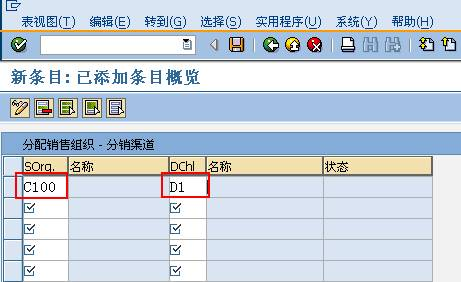 表视图(T) 编辑(E) 转到(G) 选择(S) 实用程序(U) 系统(Y) 帮助(H)
新条目: 已添加条目概览
分配销售组织 - 分销渠道
SOrg. 名称 DChl 名称 状态
C100 D1